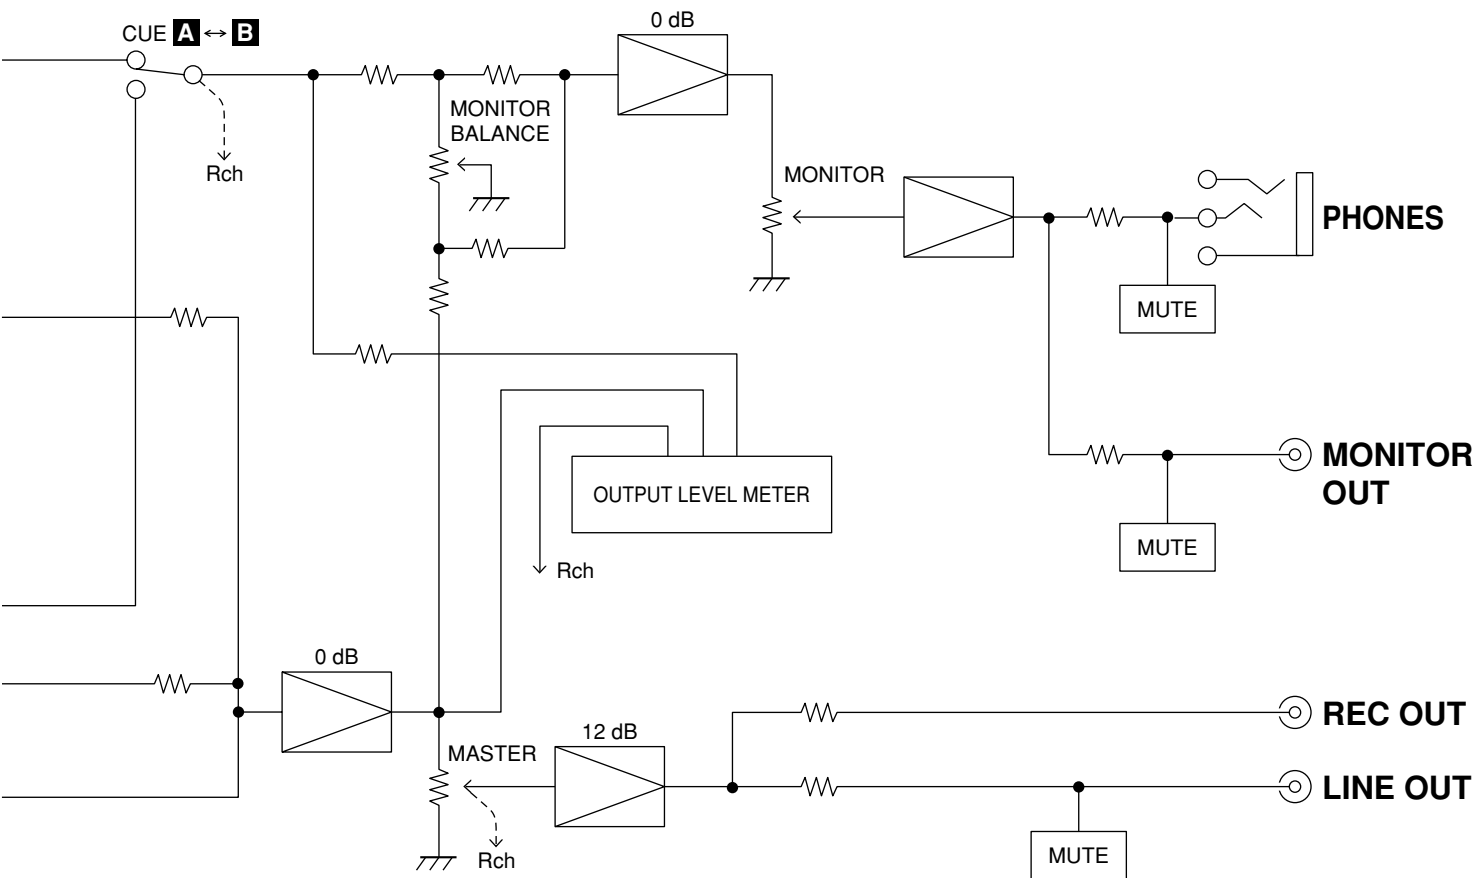 0 dB
CUE A ↔ B
MONITOR
BALANCE
Rch
MONITOR
PHONES
MUTE
MONITOR
OUT
OUTPUT LEVEL METER
MUTE
Rch
0 dB
REC OUT
12 dB
MASTER
LINE OUT
Rch
MUTE